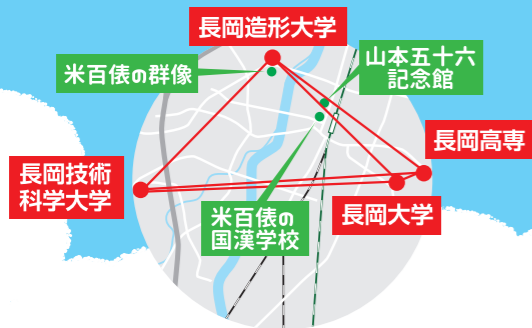 長岡造形大学
米百俵の群像
山本五十六
記念館
長岡高専
長岡技術
科学大学
長岡大学
米百俵の
国漢学校